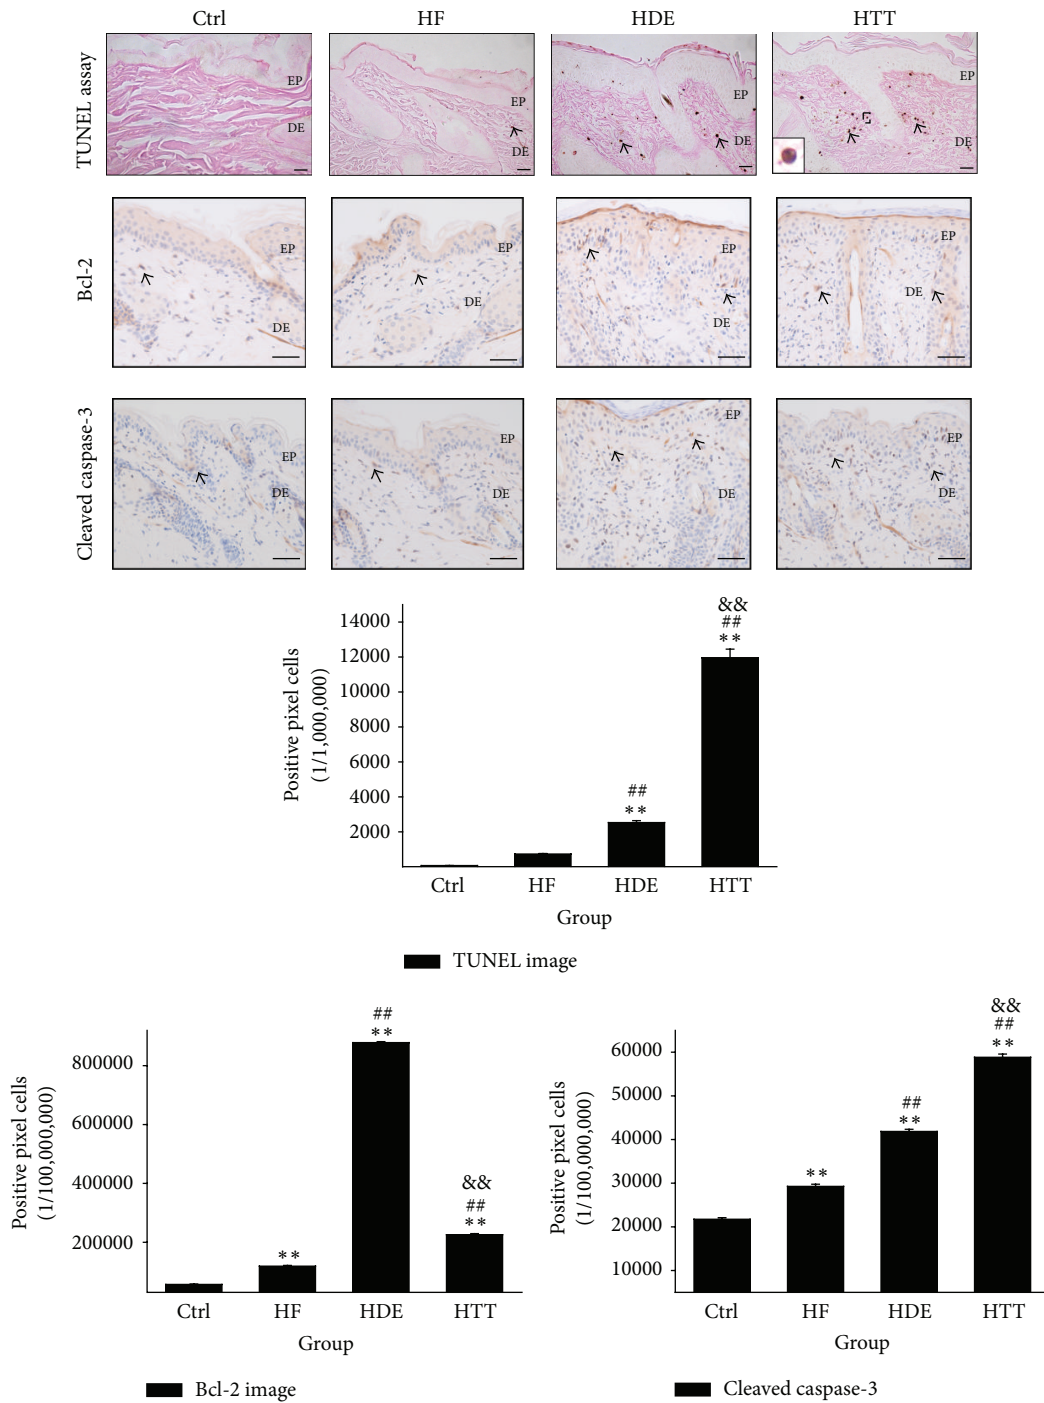 Ctrl HF HDE HTT
TUNEL assay
EP
DE
EP
DE
EP
DE
EP
DE
Bcl-2
EP
DE
EP
DE
EP
DE
EP
DE
Cleaved caspase-3
EP
DE
EP
DE
EP
DE
EP
DE
Positive pixel cells
(1/1,000,000)
14000
12000
10000
8000
6000
4000
2000
##
**
&&
##
**
Ctrl HF HDE HTT
Group
TUNEL image
Positive pixel cells
(1/100,000,000)
800000
600000
400000
200000
**
##
**
&&
##
**
Ctrl HF HDE HTT
Group
Bcl-2 image
Positive pixel cells
(1/100,000,000)
60000
50000
40000
30000
20000
10000
**
##
**
&&
##
**
Ctrl HF HDE HTT
Group
Cleaved caspase-3